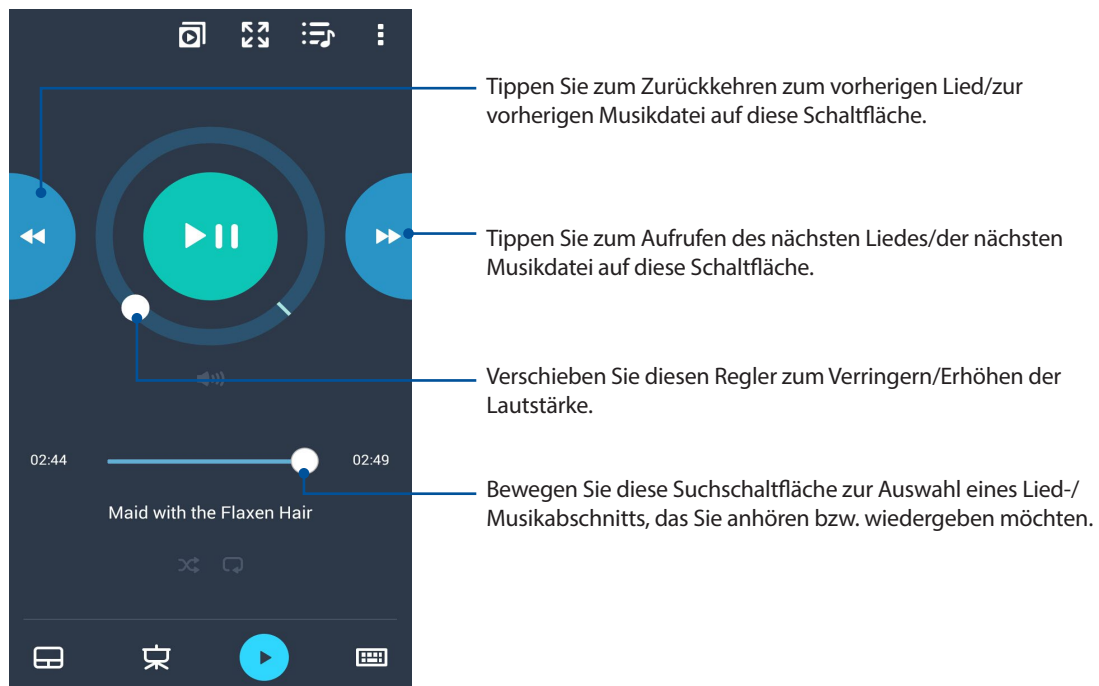 Tippen Sie zum Zurückkehren zum vorherigen Lied/zur
vorherigen Musikdatei auf diese Schaltfläche.
Tippen Sie zum Aufrufen des nächsten Liedes/der nächsten
Musikdatei auf diese Schaltfläche.
Verschieben Sie diesen Regler zum Verringern/Erhöhen der
Lautstärke.
02:44
02:49
Maid with the Flaxen Hair
Bewegen Sie diese Suchschaltfläche zur Auswahl eines Lied-/
Musikabschnitts, das Sie anhören bzw. wiedergeben möchten.